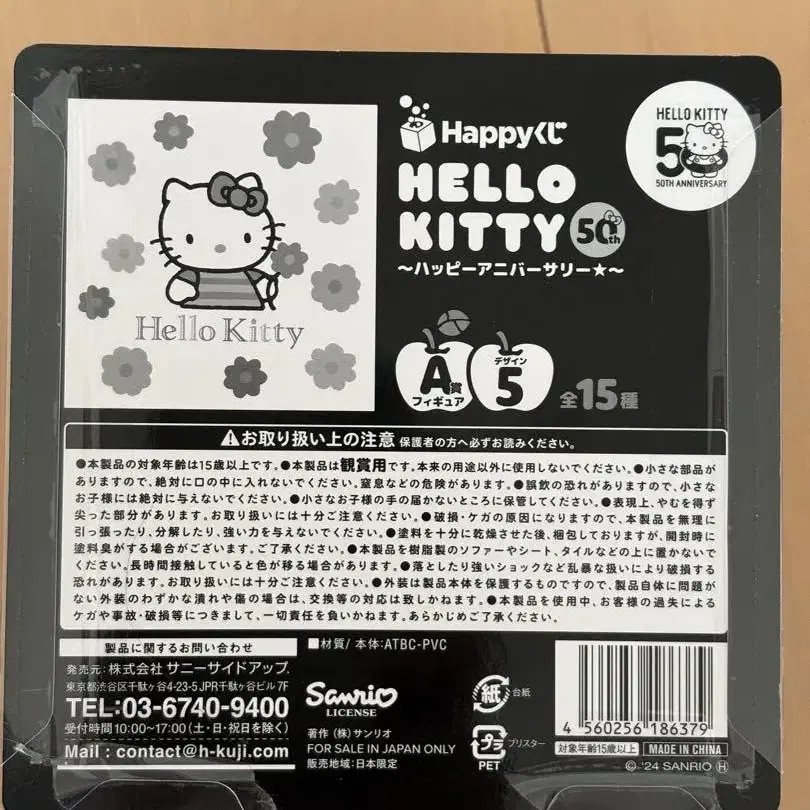 Happyくじ
HELLO
KITTY 50th
～ハッピーアニバーサリー★～
HELLO KITTY
50
50TH ANNIVERSARY
Hello Kitty
A賞
フィギュア
デザイン
5
全15種
⚠お取り扱い上の注意 保護者の方へ必ずお読みください。
●本製品の対象年齢は15歳以上です。●本製品は観賞用です。本来の用途以外に使用しないでください。●小さな部品が
ありますので、絶対に口の中に入れないでください。窒息などの危険があります。●誤飲の恐れがありますので、小さな
お子様には絶対に与えないでください。●小さなお子様の手の届かないところに保管してください。●表現上、やむを得ず
尖った部分があります。お取り扱いには十分ご注意ください。●破損・ケガの原因になりますので、本製品を無理に
引っ張ったり、分解したり、強い力を与えないでください。●塗料を十分に乾燥させた後、梱包しておりますが、開封時に
塗料臭がする場合がございます。ご了承ください。●本製品を樹脂製のソファーやシート、タイルなどの上に置かないで
ください。長時間接触していると色が移る場合があります。●落としたり強いショックなど乱暴な扱いにより破損する
恐れがあります。お取り扱いには十分ご注意ください。●外装は製品本体を保護するものですので、製品自体に問題が
ない外装のわずかな潰れや傷の場合は、交換等の対応は致しかねます。●本製品を使用中、お客様の過失による
ケガや事故・破損等につきまして、一切責任を負いかねます。あらかじめご了承ください。
製品に関するお問い合わせ
発売元：株式会社 サニーサイドアップ
東京都渋谷区千駄ヶ谷4-23-5 JPR千駄ヶ谷ビル 7F
TEL:03-6740-9400
受付時間10:00～17:00（土・日・祝日を除く）
Mail : contact@h-kuji.com
■材質/ 本体:ATBC-PVC
Sanrio
LICENSE
著作 (株)サンリオ
FOR SALE IN JAPAN ONLY
販売地域：日本限定
紙 台紙
プラ ブリスター
PET
4 560256 186379
対象年齢15歳以上
MADE IN CHINA
© '24 SANRIO Ⓗ